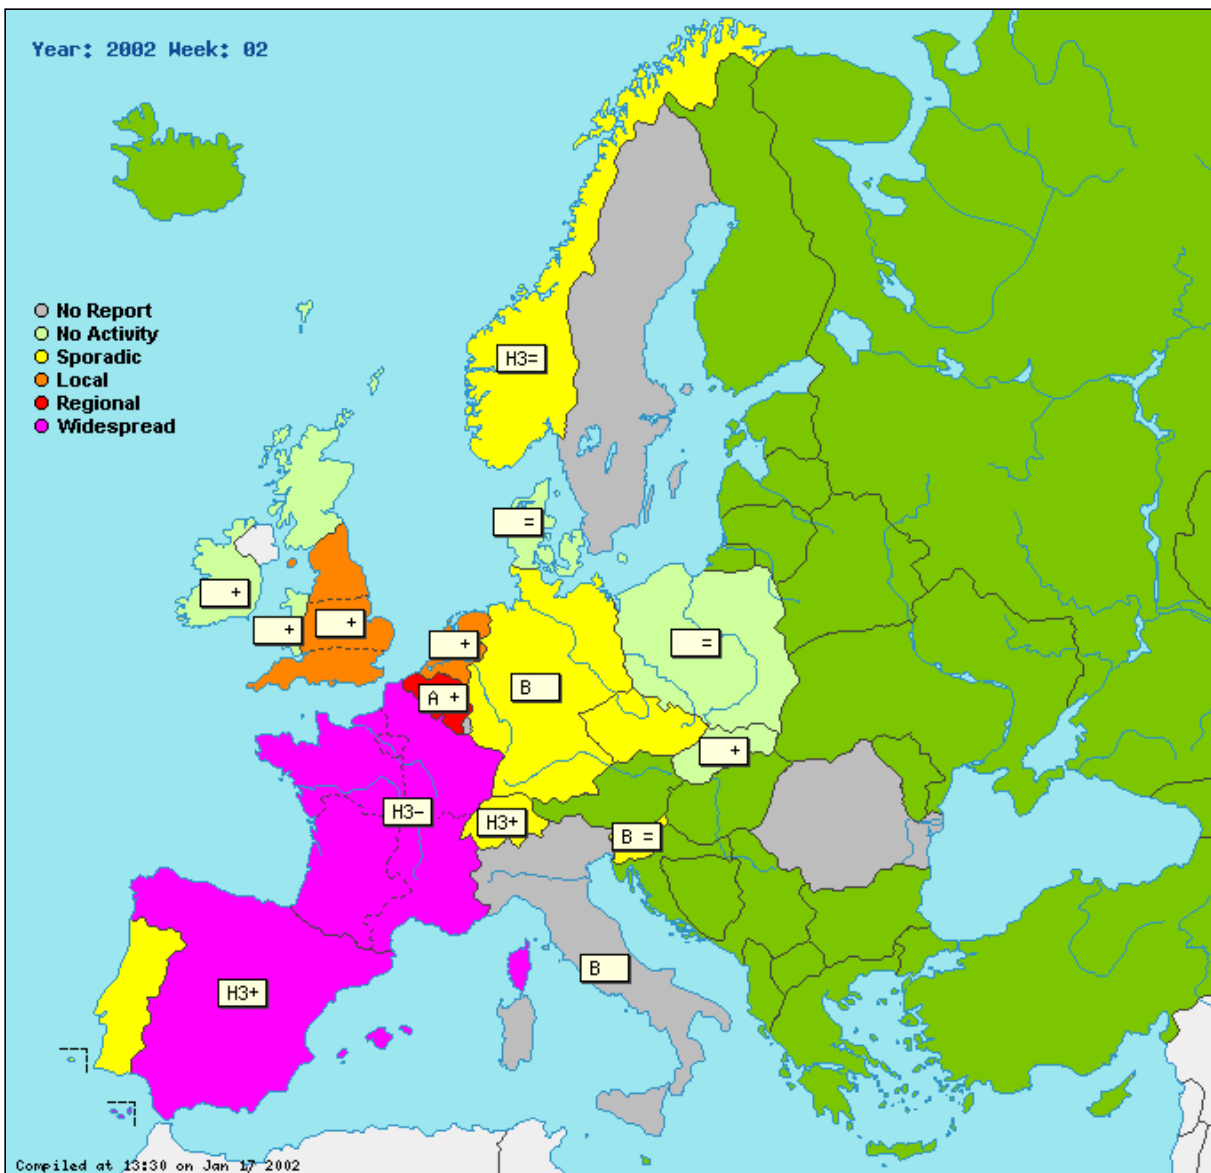 Year: 2002 Week: 02
No Report
No Activity
Sporadic
Local
Regional
Widespread
H3=
=
+
+
+
+
=
A +
B
+
H3-
H3+
B =
B
H3+
Compiled at 13:30 on Jan 17 2002